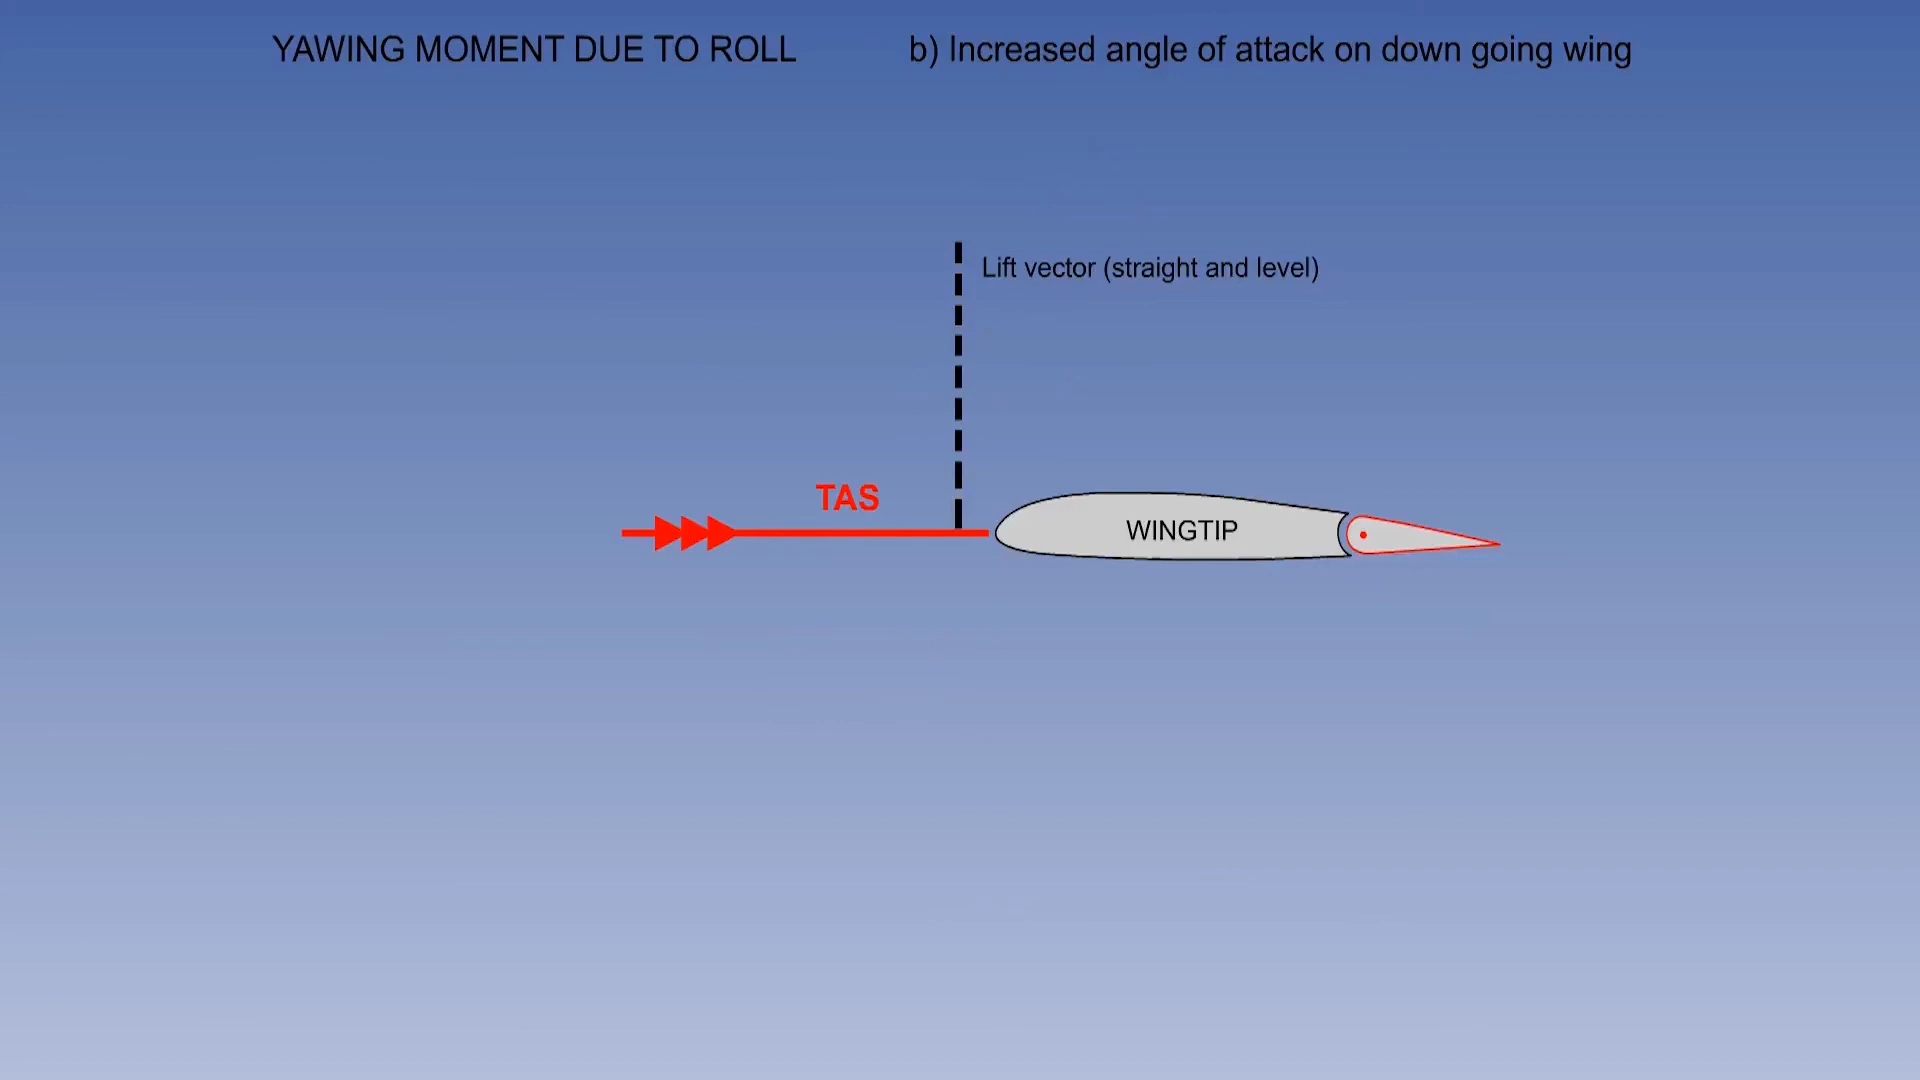 YAWING MOMENT DUE TO ROLL
b) Increased angle of attack on down going wing
Lift vector (straight and level)
TAS
WINGTIP